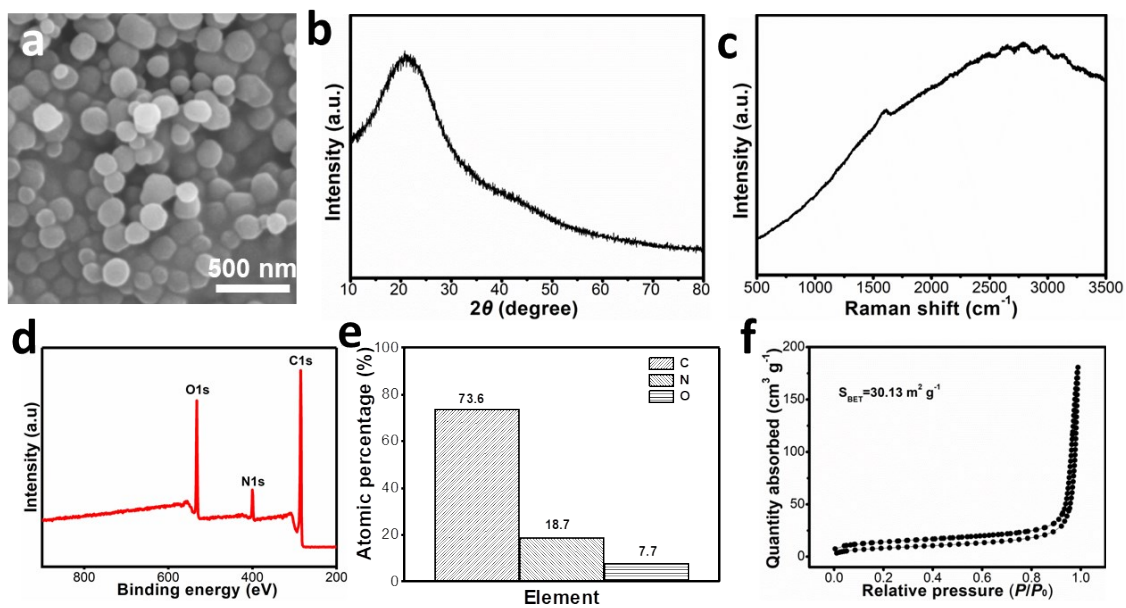 a
500 nm
b
Intensity (a.u.)
10 20 30 40 50 60 70 80
2θ (degree)
c
Intensity (a.u.)
500 1000 1500 2000 2500 3000 3500
Raman shift (cm⁻¹)
d
Intensity (a.u)
O1s
N1s
C1s
800 600 400 200
Binding energy (eV)
e
Atomic percentage (%)
100
80
60
40
20
0
73.6
18.7
7.7
C
N
O
Element
f
Quantity absorbed (cm³ g⁻¹)
200
150
100
50
0
S_BET=30.13 m² g⁻¹
0.0 0.2 0.4 0.6 0.8 1.0
Relative pressure (P/P₀)